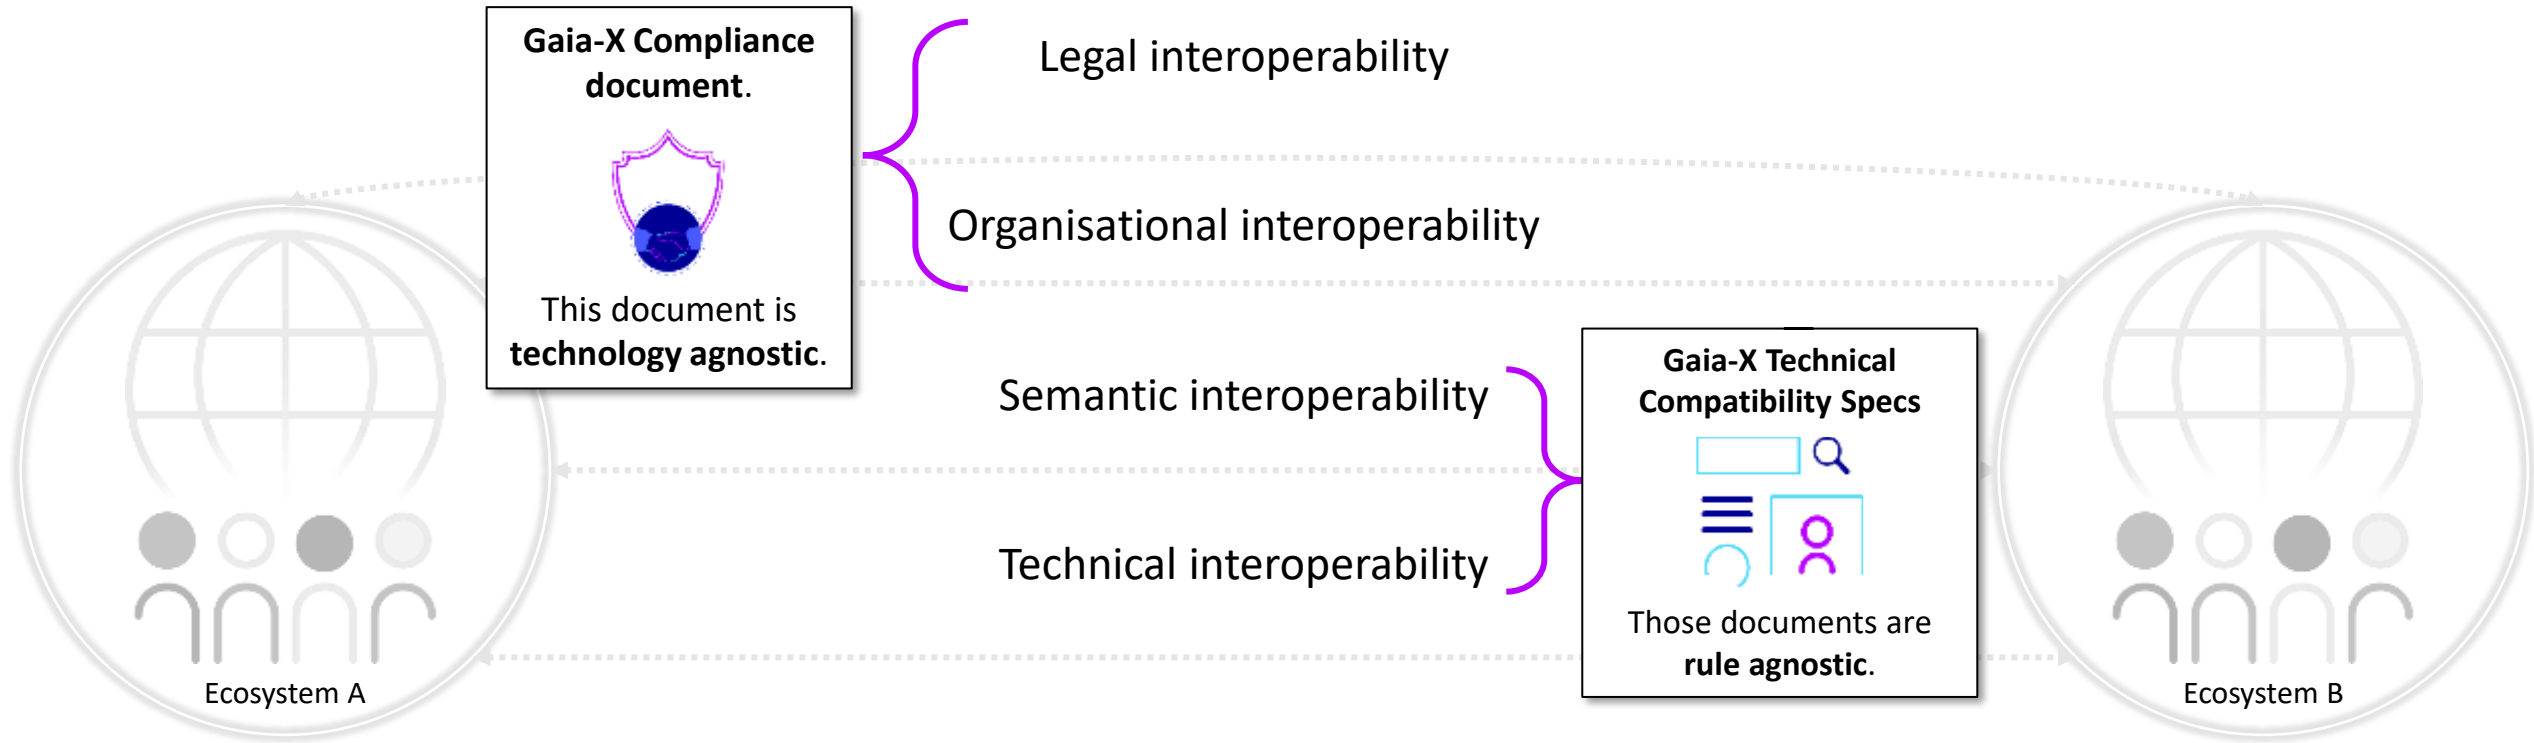 Gaia-X Compliance
document.
This document is
technology agnostic.
Legal interoperability
Organisational interoperability
Semantic interoperability
Technical interoperability
Gaia-X Technical
Compatibility Specs
Those documents are
rule agnostic.
Ecosystem A
Ecosystem B